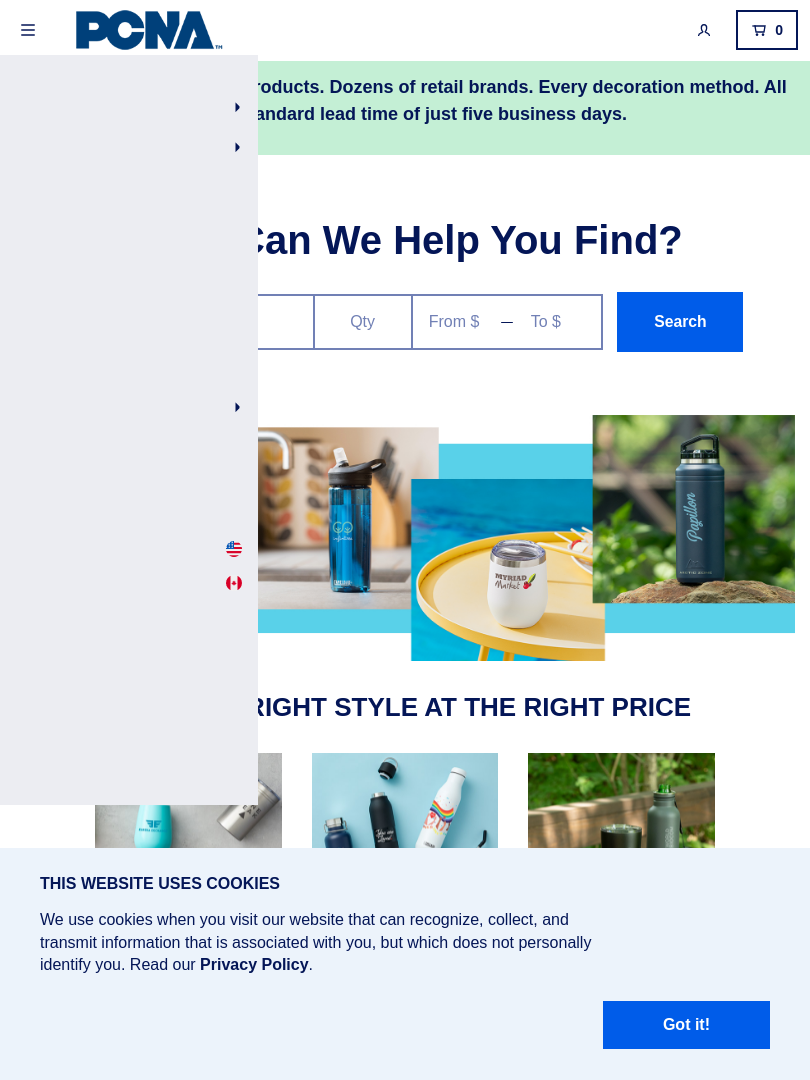 PCNA TM
0
roducts. Dozens of retail brands. Every decoration method. All
andard lead time of just five business days.
Can We Help You Find?
Qty
From $ — To $
Search
Papillon
MYRIAD
Market
RIGHT STYLE AT THE RIGHT PRICE
THIS WEBSITE USES COOKIES
We use cookies when you visit our website that can recognize, collect, and
transmit information that is associated with you, but which does not personally
identify you. Read our Privacy Policy.
Got it!